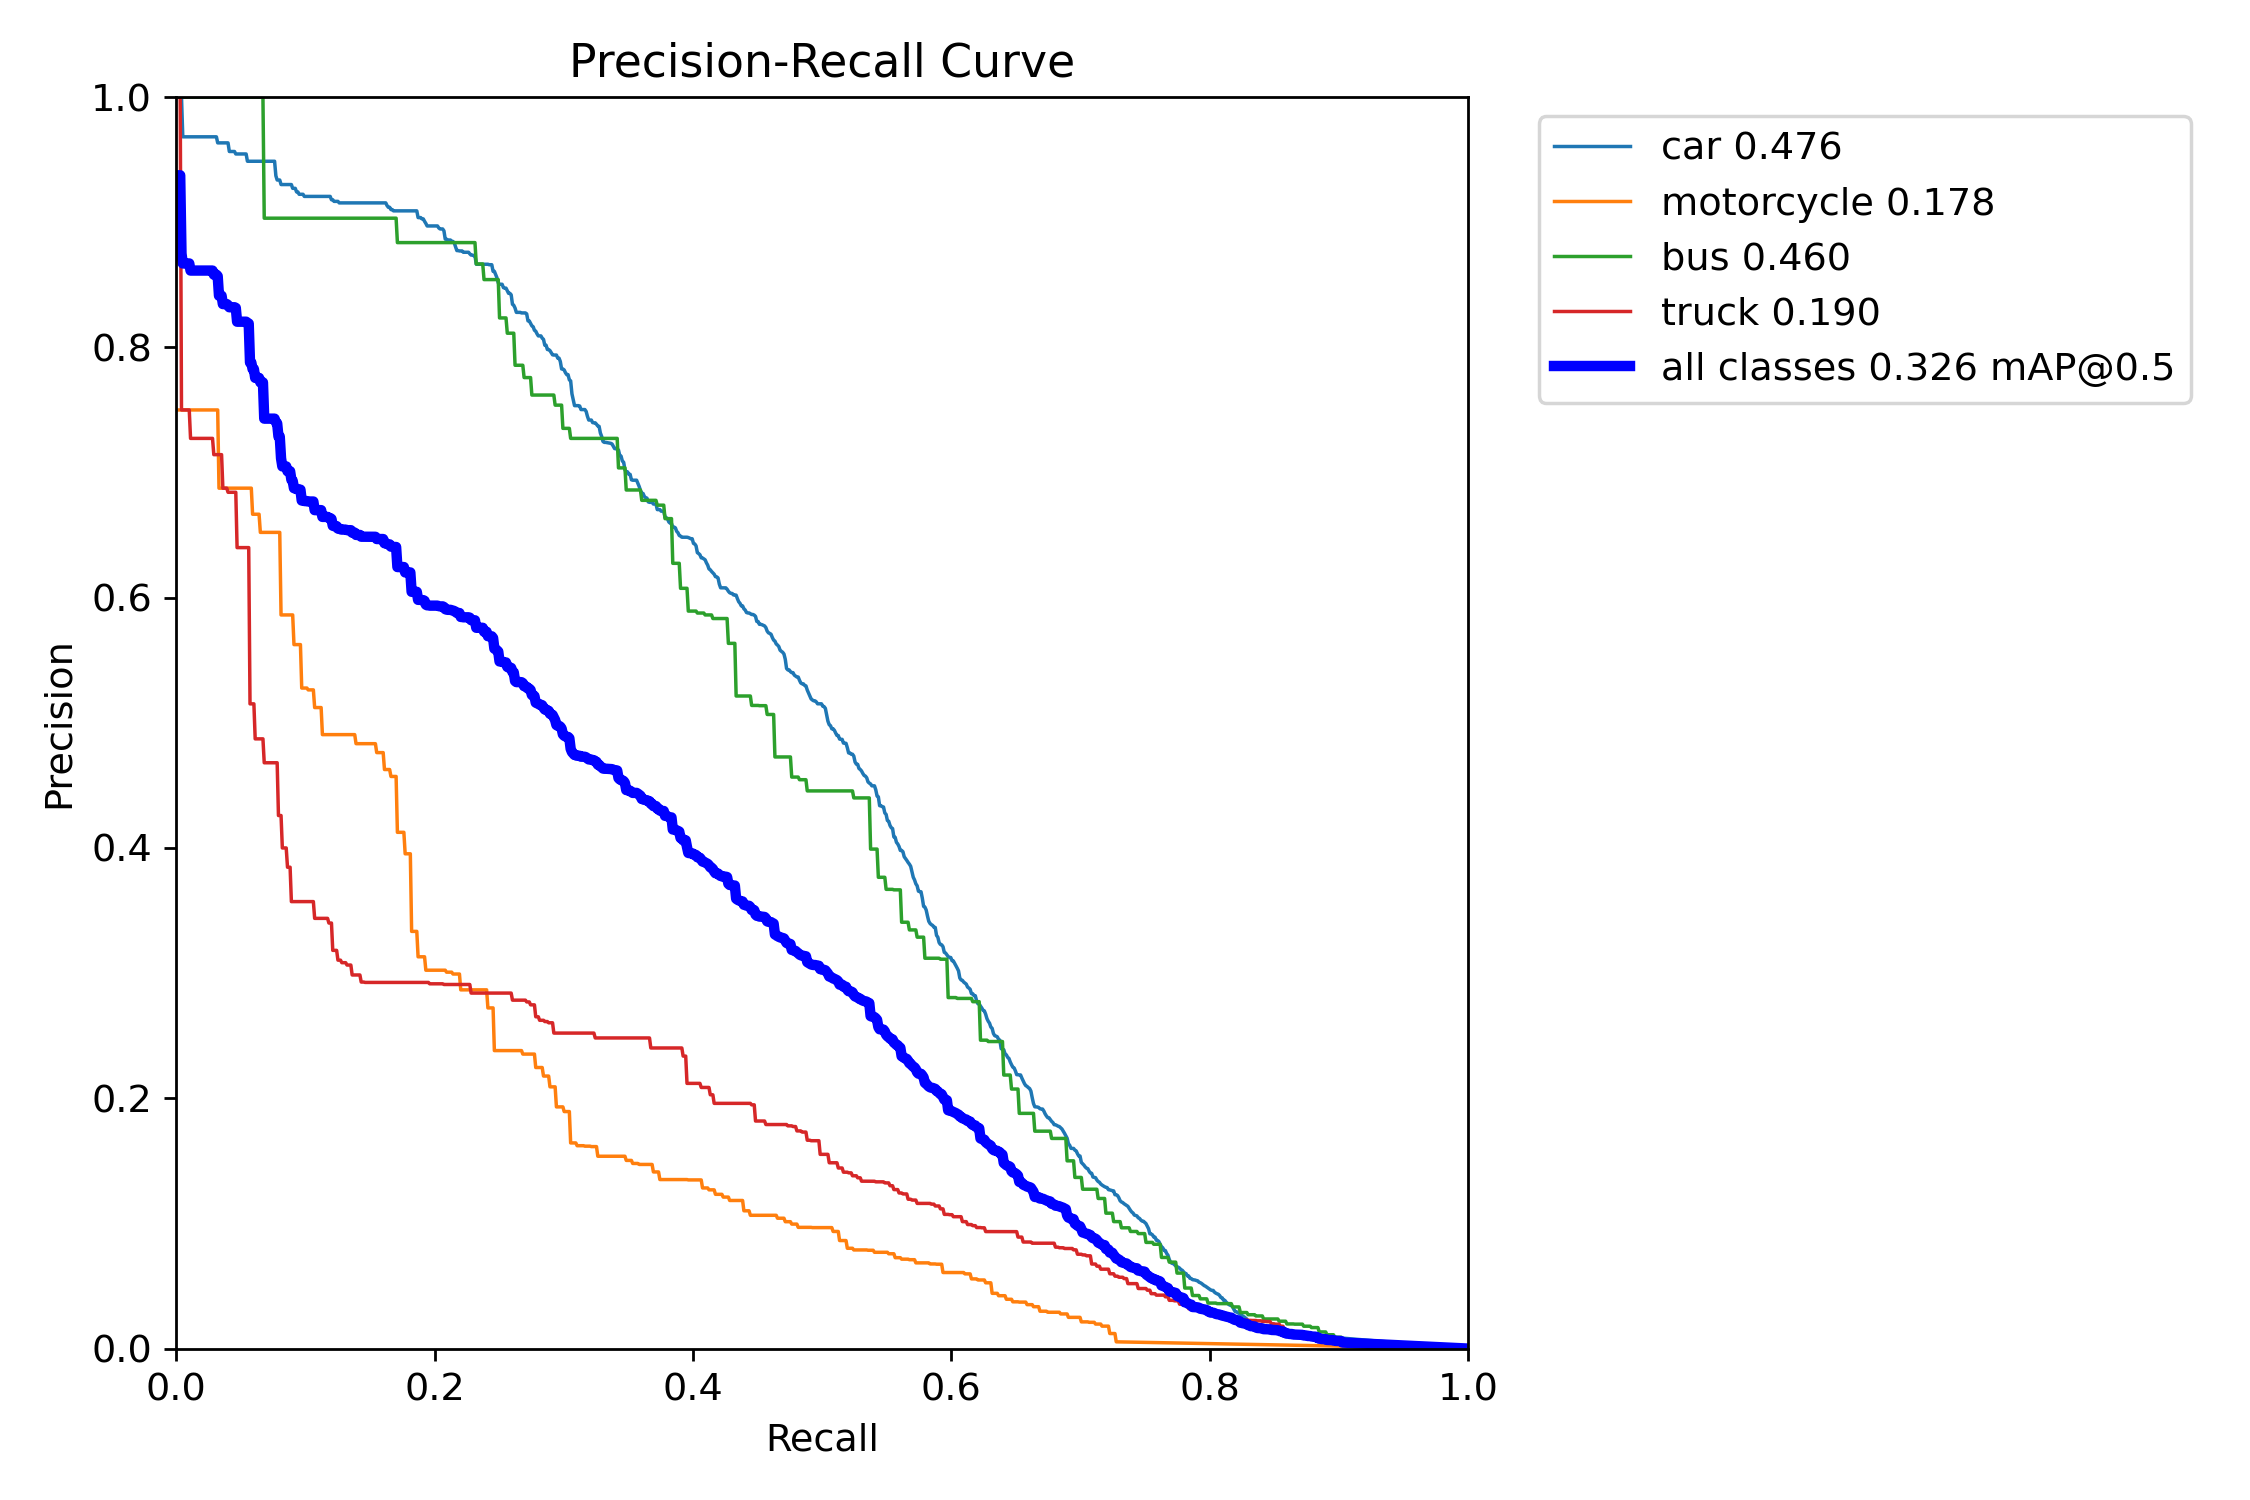 Precision-Recall Curve
1.0
0.8
0.6
0.4
0.2
0.0
Precision
0.0 0.2 0.4 0.6 0.8 1.0
Recall
car 0.476
motorcycle 0.178
bus 0.460
truck 0.190
all classes 0.326 mAP@0.5